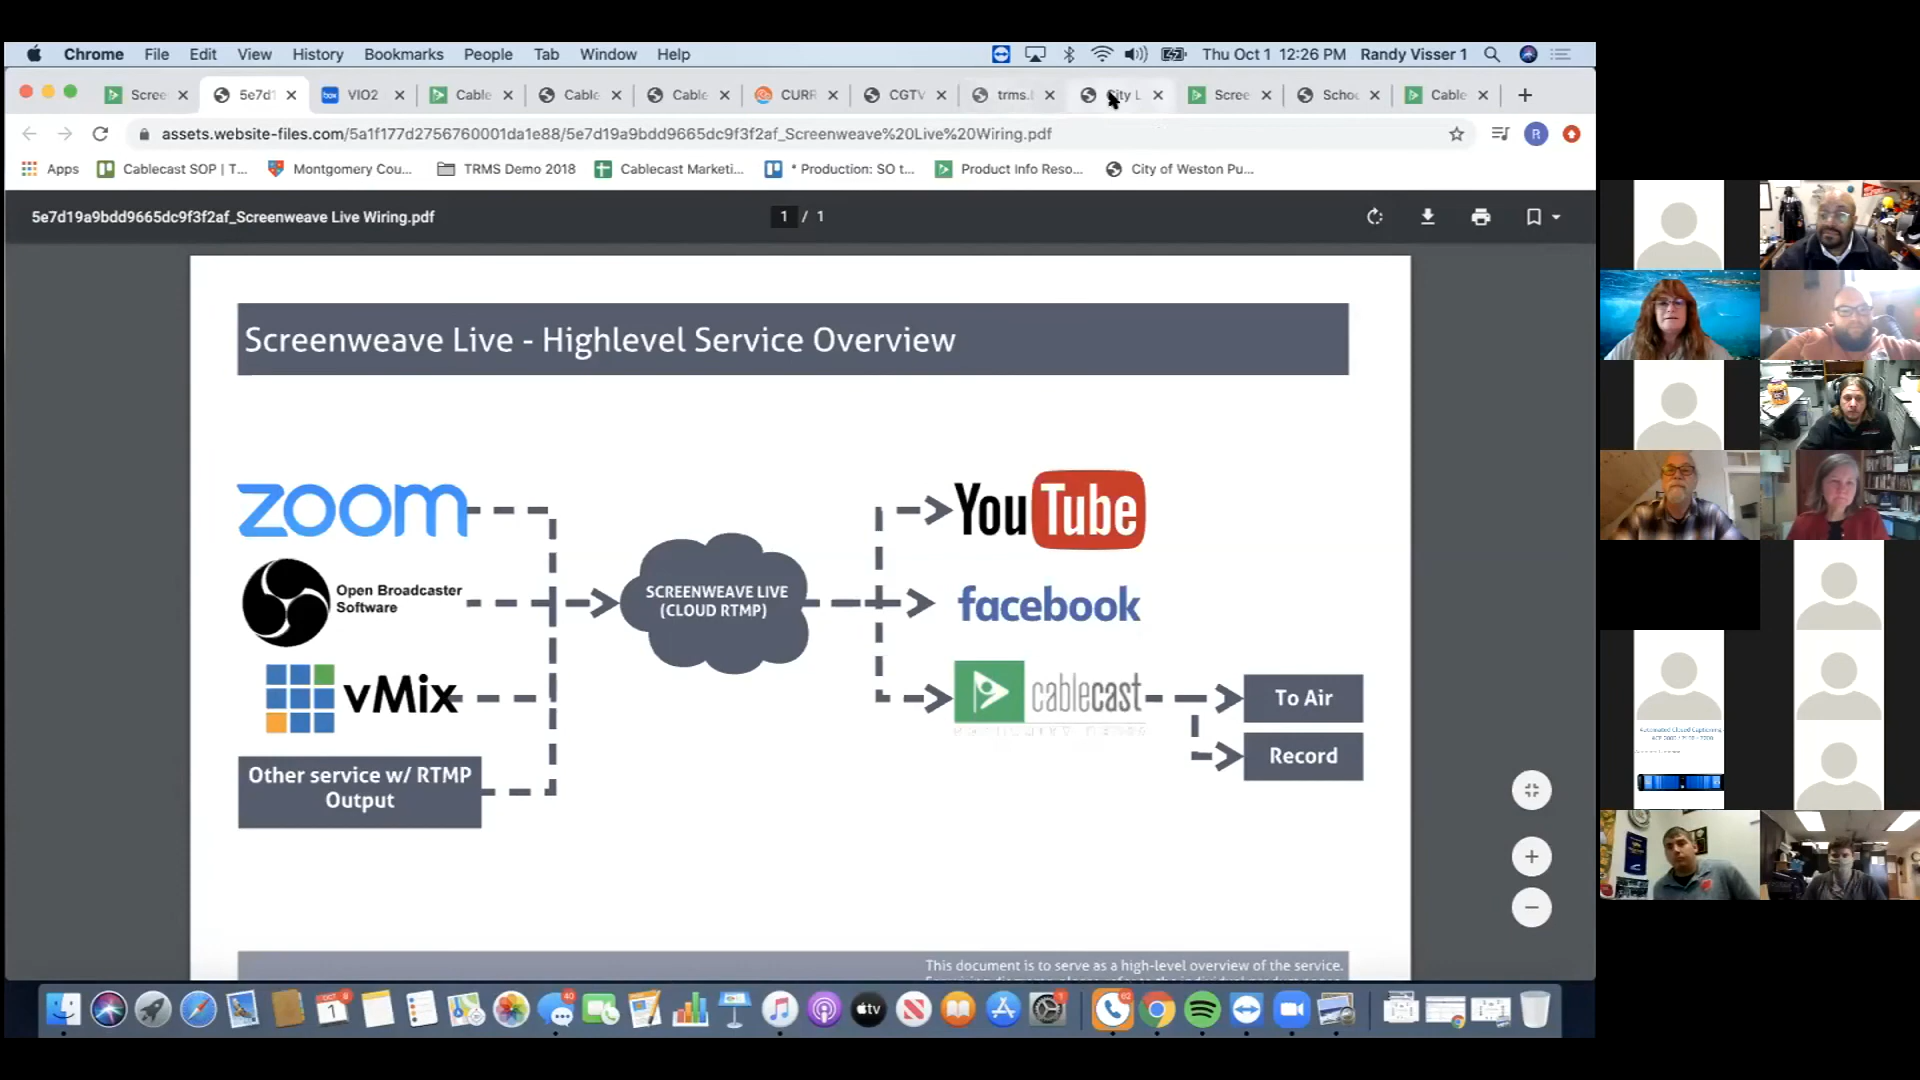 Chrome File Edit View History Bookmarks People Tab Window Help Thu Oct 1 12:26 PM Randy Visser 1
Scree 5e7d1 VIO2 Cable Cable Cable CURR CGTV trms. City L Scree Schoo Cable
assets.website-files.com/5a1f177d2756760001da1e88/5e7d19a9bdd9665dc9f3f2af_Screenweave%20Live%20Wiring.pdf
Apps Cablecast SOP | T... Montgomery Cou... TRMS Demo 2018 Cablecast Marketi... * Production: SO t... Product Info Reso... City of Weston Pu...
5e7d19a9bdd9665dc9f3f2af_Screenweave Live Wiring.pdf 1 / 1
Screenweave Live - Highlevel Service Overview
zoom
Open Broadcaster
Software
vMix
Other service w/ RTMP
Output
SCREENWEAVE LIVE
(CLOUD RTMP)
YouTube
facebook
cablecast
To Air
Record
This document is to serve as a high-level overview of the service.